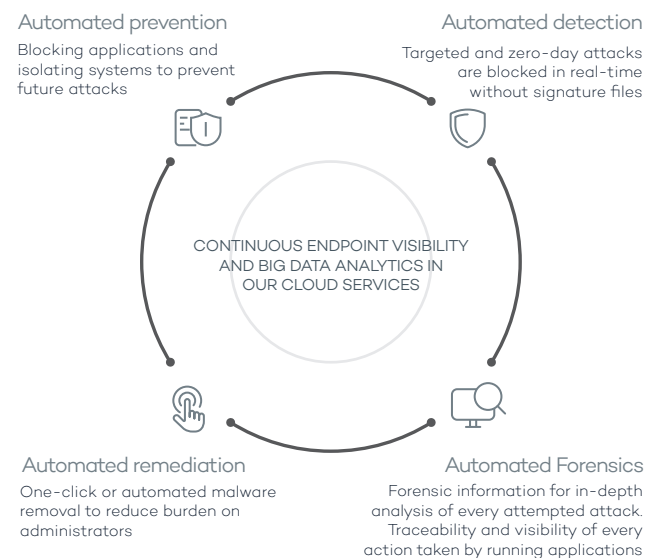 Automated prevention
Blocking applications and
isolating systems to prevent
future attacks
Automated detection
Targeted and zero-day attacks
are blocked in real-time
without signature files
CONTINUOUS ENDPOINT VISIBILITY
AND BIG DATA ANALYTICS IN
OUR CLOUD SERVICES
Automated remediation
One-click or automated malware
removal to reduce burden on
administrators
Automated Forensics
Forensic information for in-depth
analysis of every attempted attack.
Traceability and visibility of every
action taken by running applications